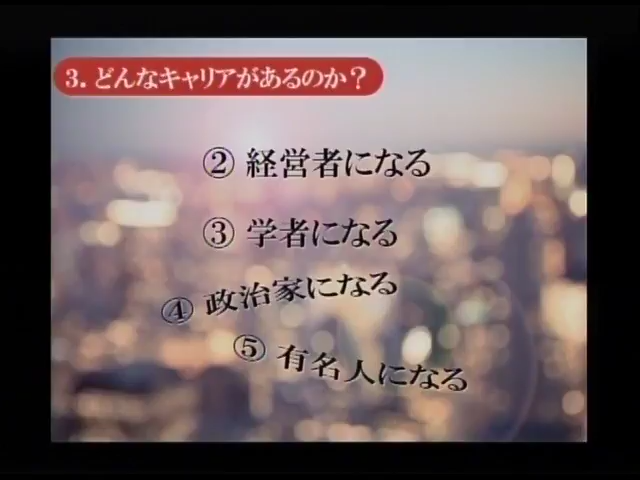 3. どんなキャリアがあるのか？
② 経営者になる
③ 学者になる
④ 政治家になる
⑤ 有名人になる